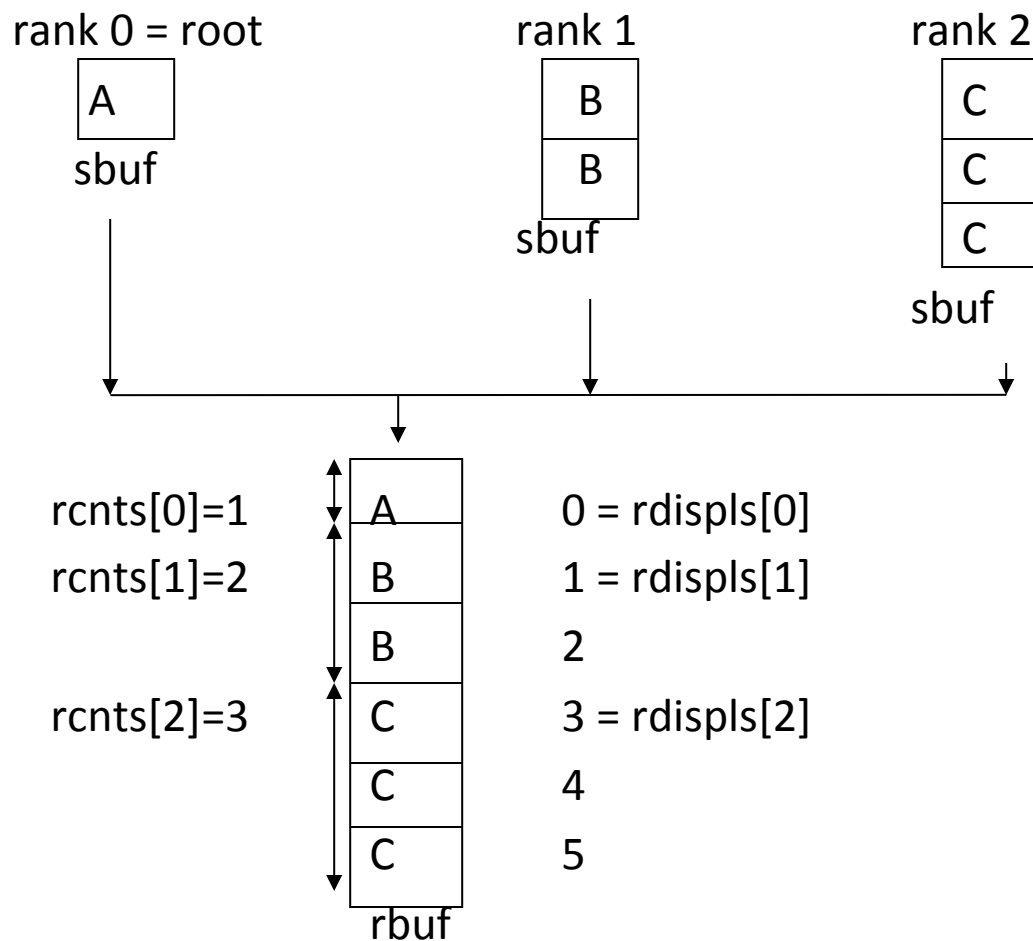 rank 0 = root rank 1 rank 2
A B C
sbuf B C
sbuf C
sbuf
rcnts[0]=1 A 0 = rdispls[0]
rcnts[1]=2 B 1 = rdispls[1]
B 2
rcnts[2]=3 C 3 = rdispls[2]
C 4
C 5
rbuf